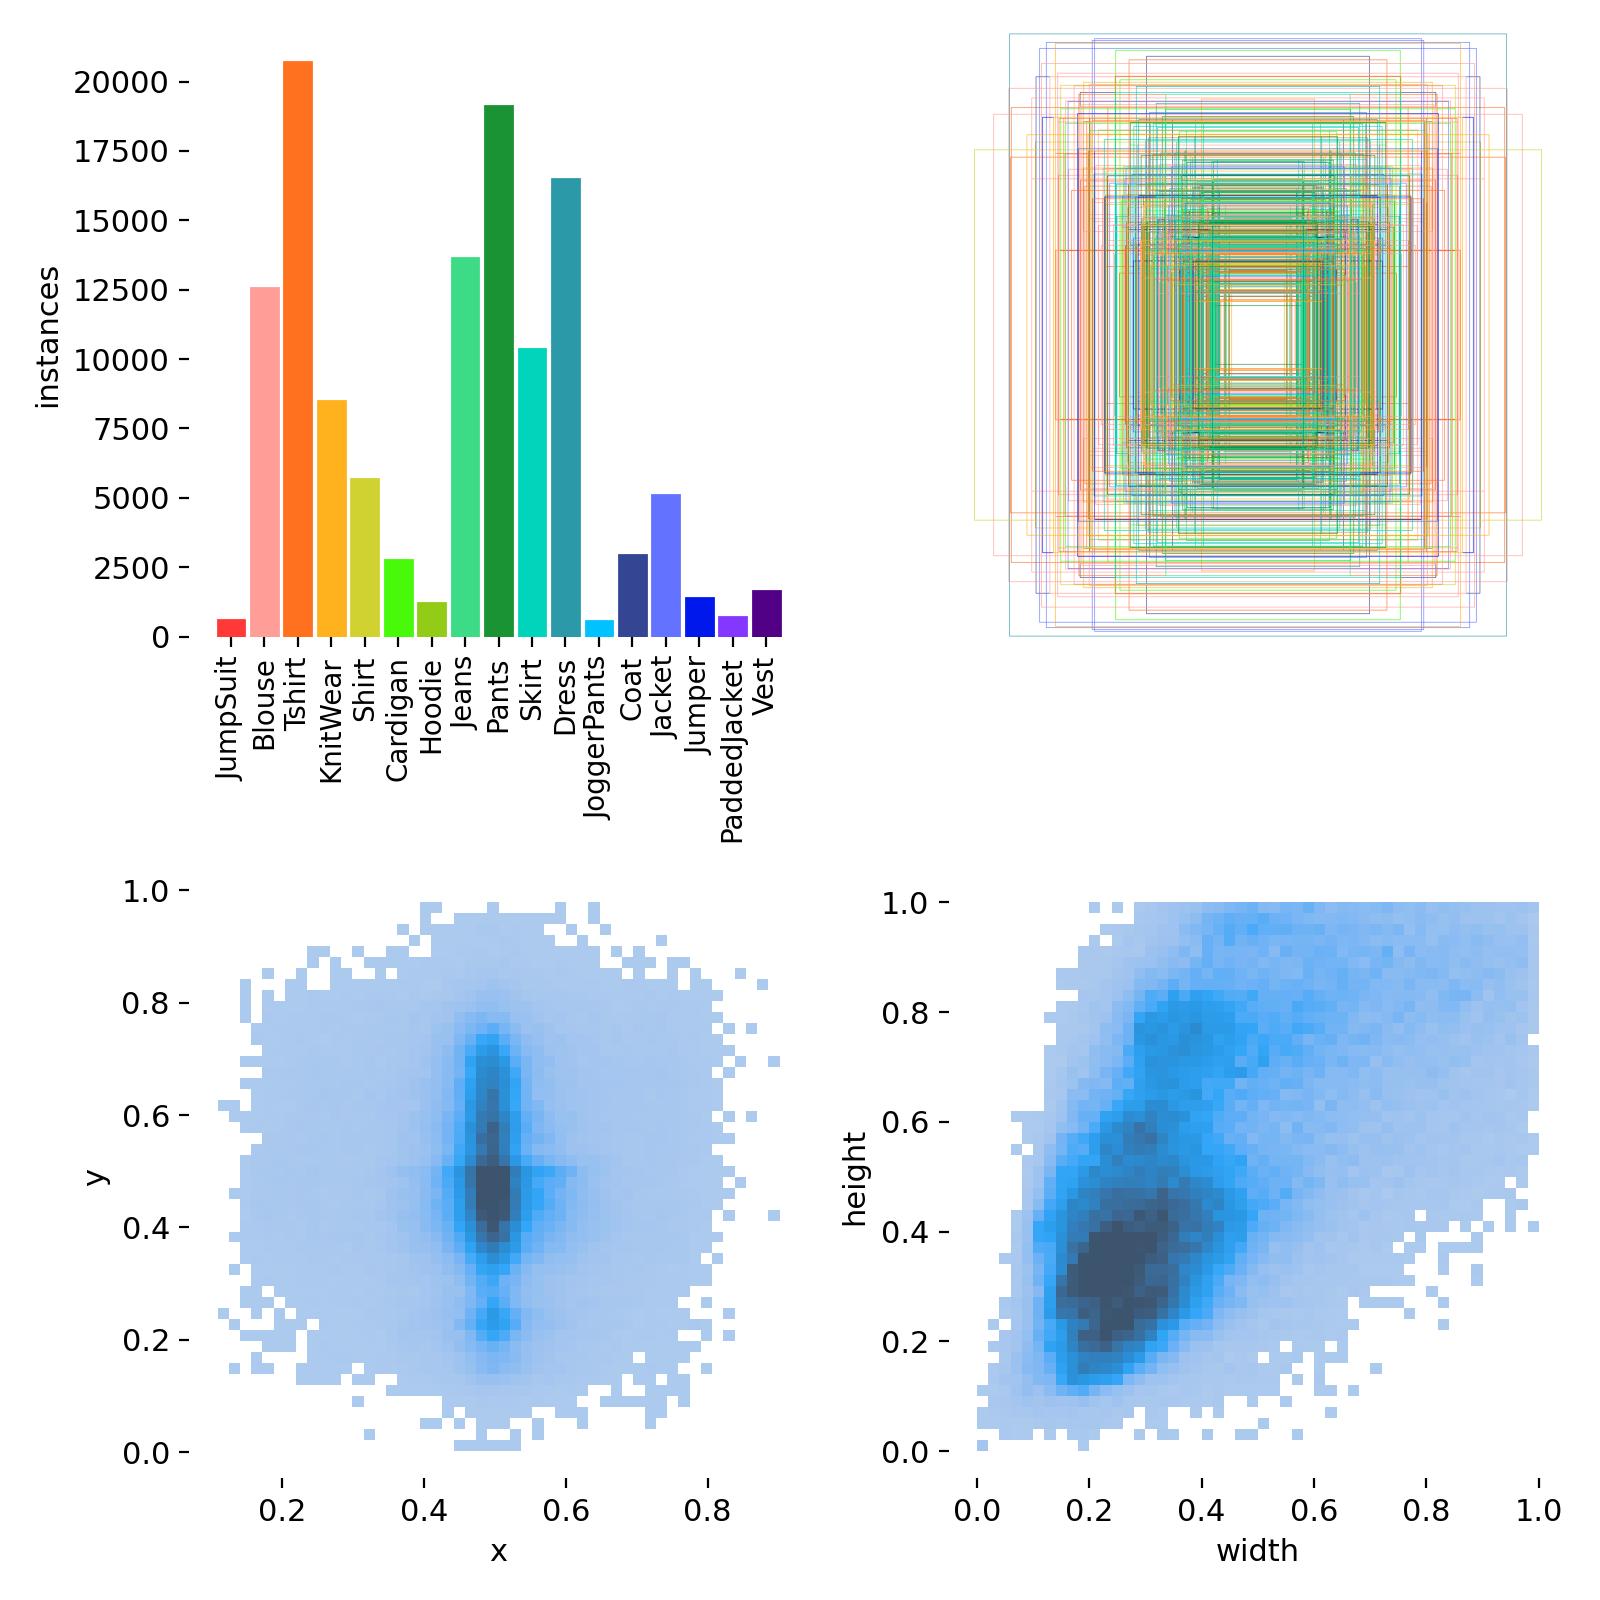 instances
20000
17500
15000
12500
10000
7500
5000
2500
0
JumpSuit
Blouse
Tshirt
KnitWear
Shirt
Cardigan
Hoodie
Jeans
Pants
Skirt
Dress
JoggerPants
Coat
Jacket
Jumper
PaddedJacket
Vest
y
1.0
0.8
0.6
0.4
0.2
0.0
0.2 0.4 0.6 0.8
x
height
1.0
0.8
0.6
0.4
0.2
0.0
0.0 0.2 0.4 0.6 0.8 1.0
width